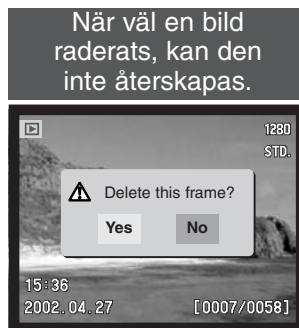 När väl en bild
raderats, kan den
inte återskapas.
1280
STD.
Delete this frame?
Yes No
15:36
2002.04.27 [0007/0058]